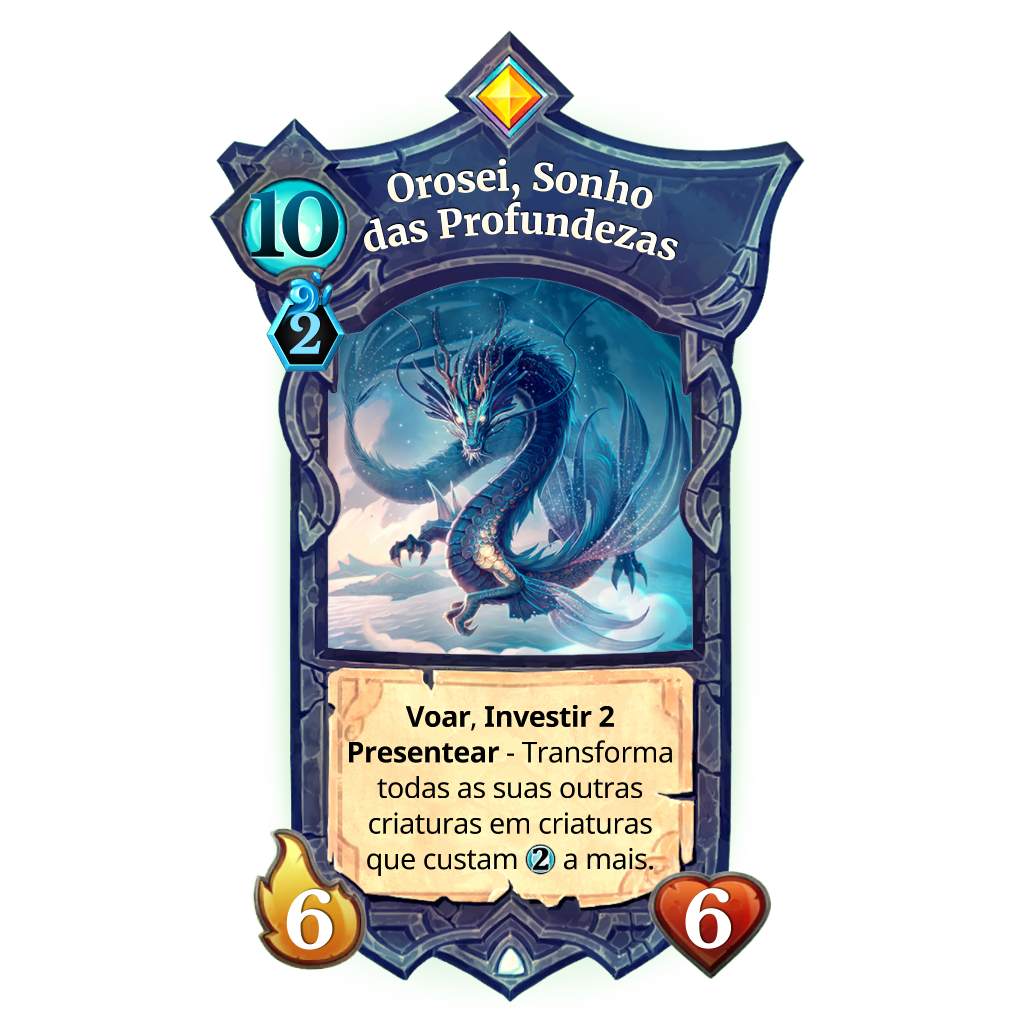 10
Orosei, Sonho
das Profundezas
2
Voar, Investir 2
Presentear - Transforma
todas as suas outras
criaturas em criaturas
que custam 2 a mais.
6
6